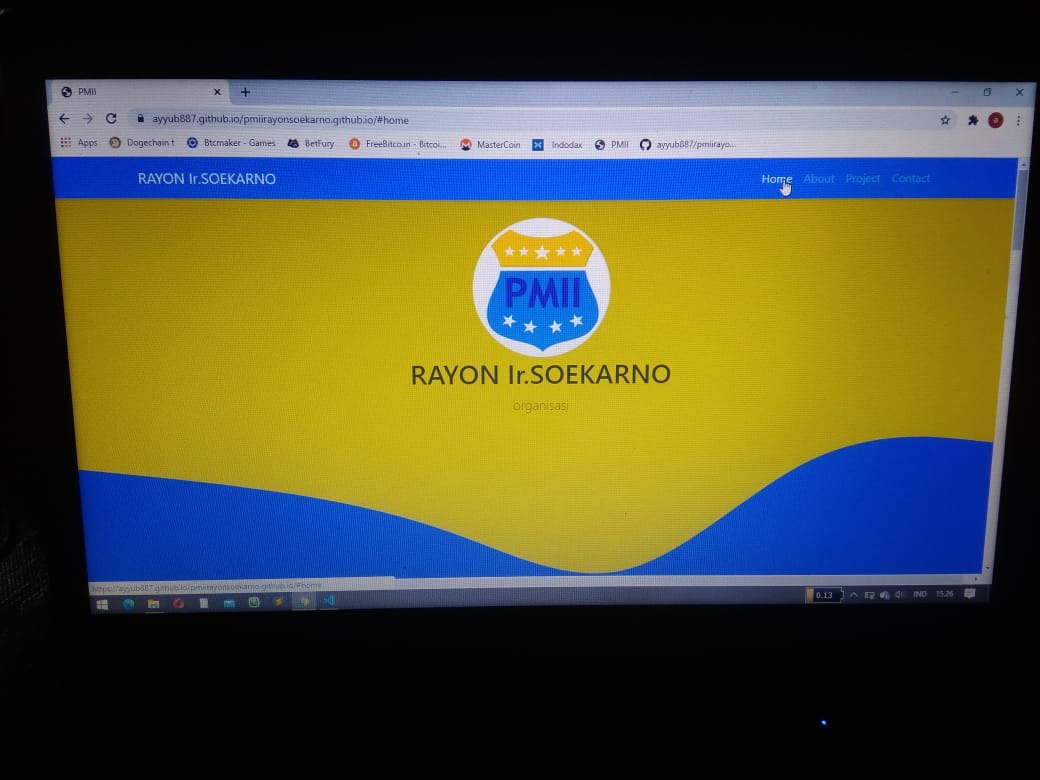 PMII
ayyub887.github.io/pmiirayonsoekarno.github.io/#home
Apps Dogechain t Btcmaker - Games BetFury FreeBitco.in - Bitcoi... MasterCoin Indodax PMII ayyub887/pmiirayo...
RAYON Ir.SOEKARNO Home About Project Contact
PMII
RAYON Ir.SOEKARNO
organisasi
https://ayyub887.github.io/pmiirayonsoekarno.github.io/#home
0.13 IND 15.26